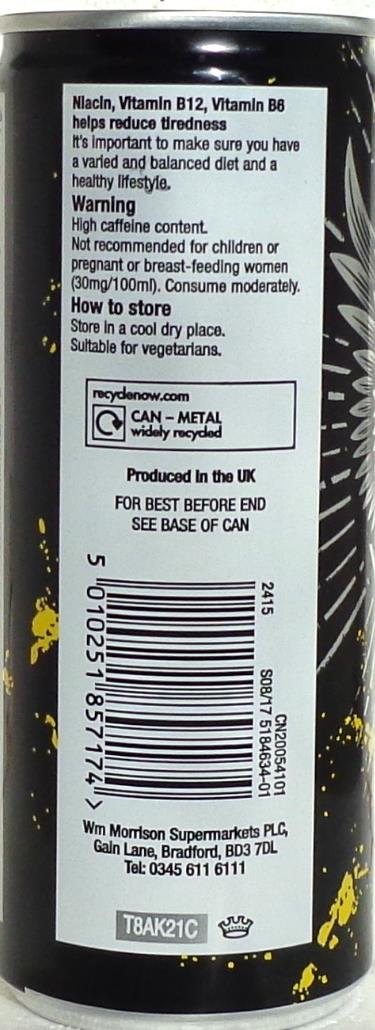 Niacin, Vitamin B12, Vitamin B6
helps reduce tiredness
It's important to make sure you have
a varied and balanced diet and a
healthy lifestyle.
Warning
High caffeine content.
Not recommended for children or
pregnant or breast-feeding women
(30mg/100ml). Consume moderately.
How to store
Store in a cool dry place.
Suitable for vegetarians.
recyclenow.com
CAN – METAL
widely recycled
Produced in the UK
FOR BEST BEFORE END
SEE BASE OF CAN
5 010251 857174 >
2415 S08/17 5184634-01
CN20054101
Wm Morrison Supermarkets PLC,
Gain Lane, Bradford, BD3 7DL
Tel: 0345 611 6111
T8AK21C